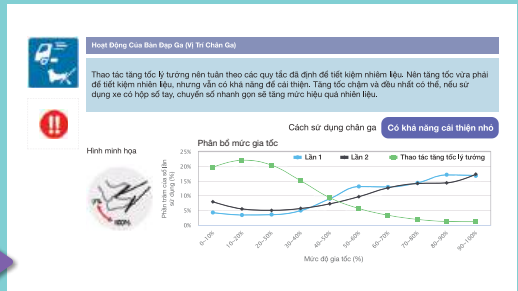 Hoạt Động Của Bàn Đạp Ga (Vị Trí Chân Ga)
Thao tác tăng tốc lý tưởng nên tuân theo các quy tắc đã định để tiết kiệm nhiêm liệu. Nên tăng tốc vừa phải
để tiết kiệm nhiên liệu, nhưng vẫn có khả năng để cải thiện. Tăng tốc chậm và đều nhất có thể, nếu sử
dụng xe có hộp số tay, chuyển số nhanh gọn sẽ tăng mức hiệu quả nhiên liệu.
Cách sử dụng chân ga
Có khả năng cải thiện nhỏ
Hình minh họa
Phân bố mức gia tốc
Lần 1
Lần 2
Thao tác tăng tốc lý tưởng
Phần trăm của số lần
sử dụng (%)
25%
20%
15%
10%
5%
0%
0~10%
10~20%
20~30%
30~40%
40~50%
50~60%
60~70%
70~80%
80~90%
90~100%
Mức độ gia tốc (%)
0%
100%